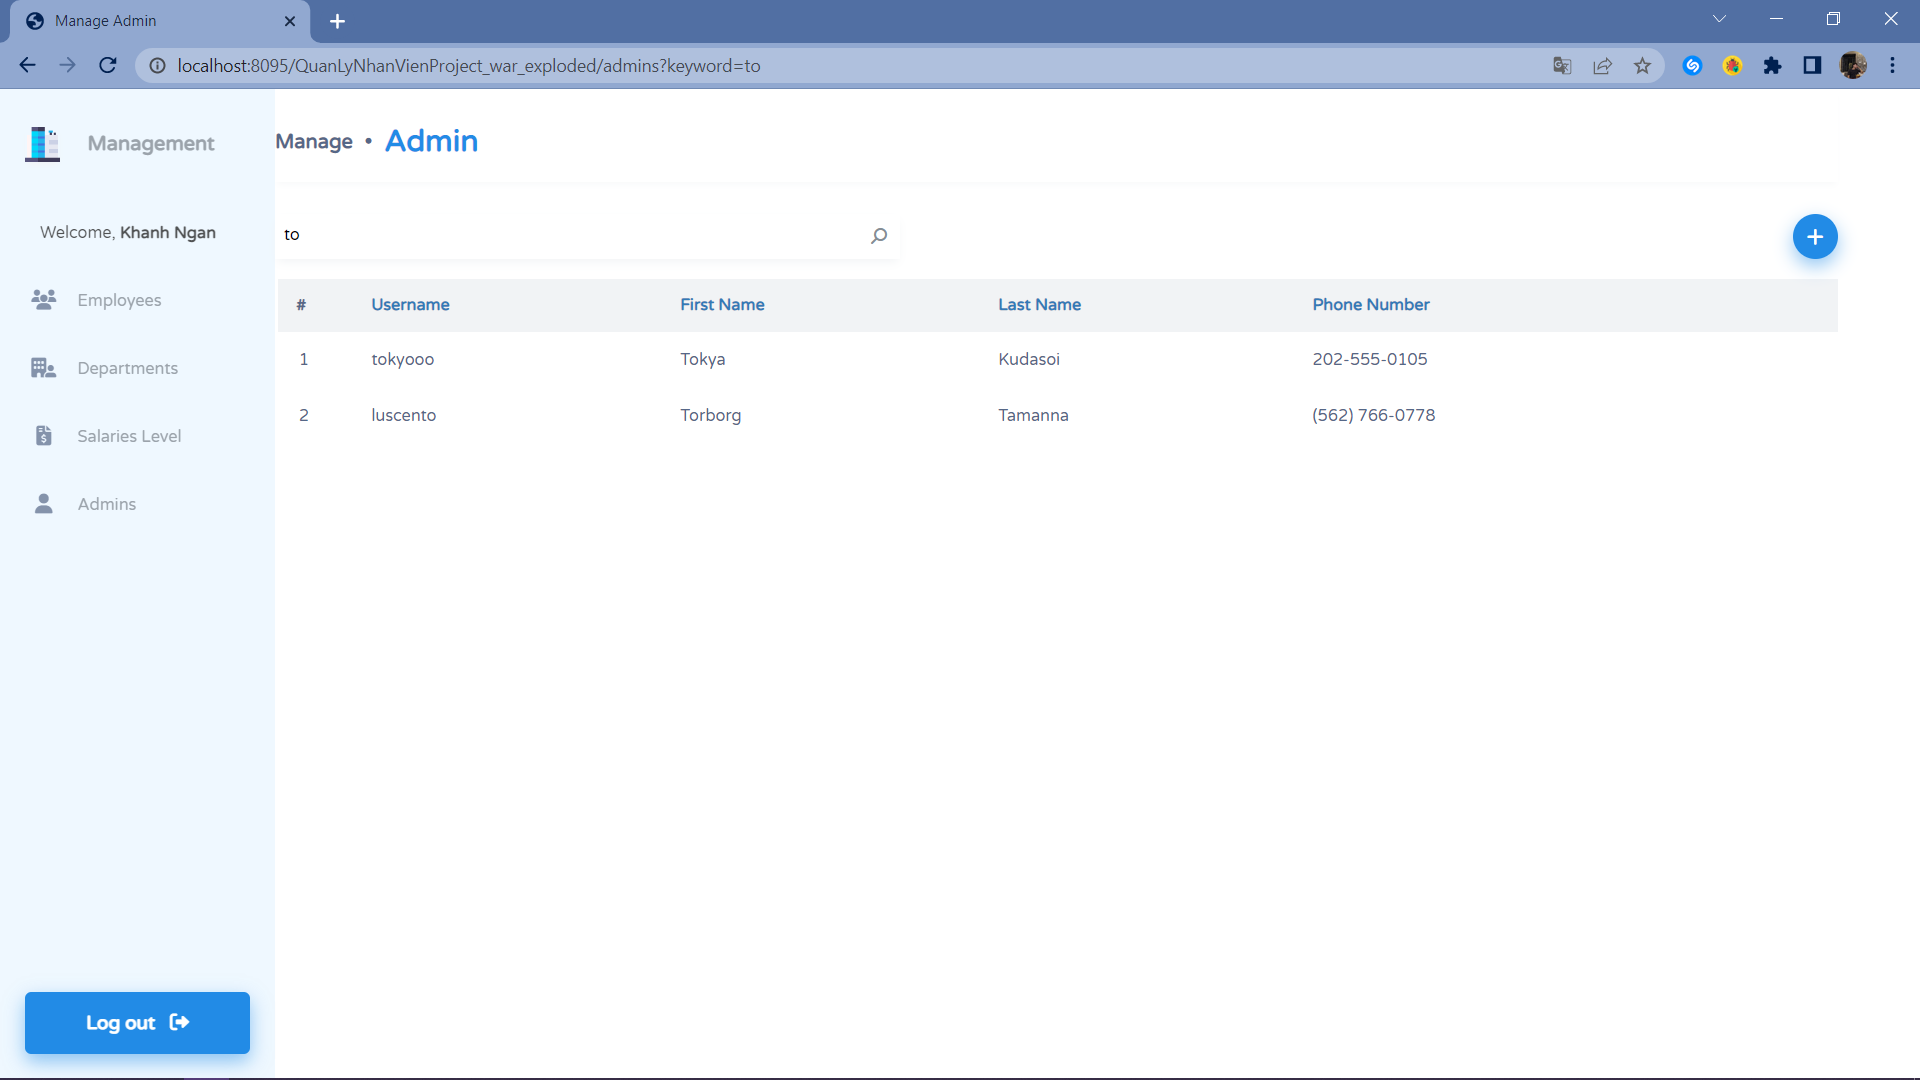 Manage Admin
localhost:8095/QuanLyNhanVienProject_war_exploded/admins?keyword=to
Management
Manage • Admin
Welcome, Khanh Ngan
to
Employees
Departments
Salaries Level
Admins
# Username First Name Last Name Phone Number
1 tokyooo Tokya Kudasoi 202-555-0105
2 luscento Torborg Tamanna (562) 766-0778
Log out